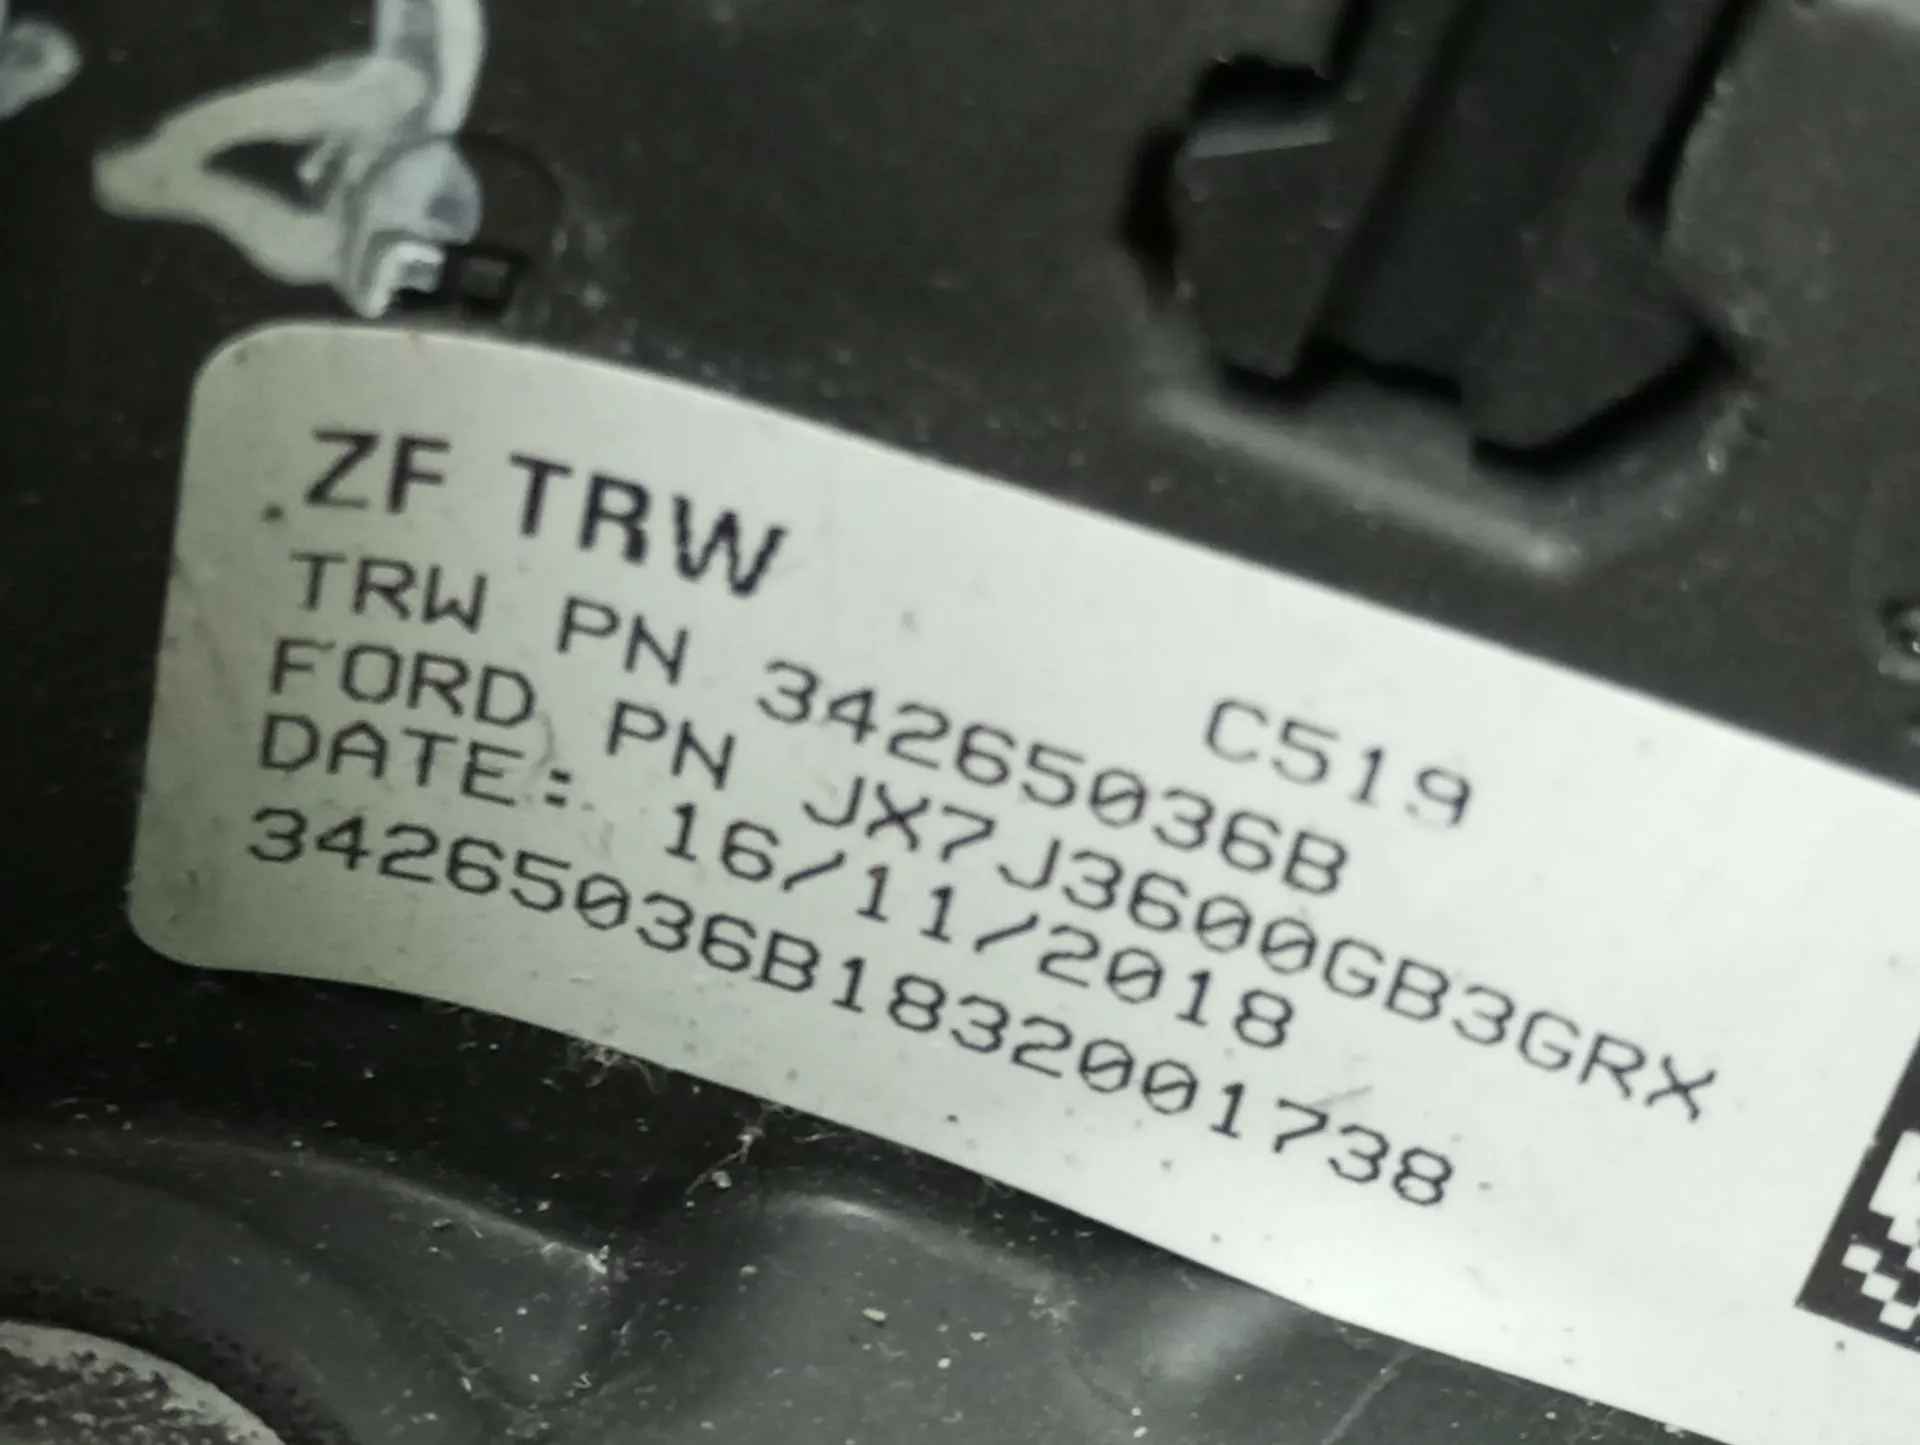 ZF TRW
C519
TRW PN 34265036B
FORD PN JX7J3600GB3GRX
DATE: 16/11/2018
34265036B1832001738